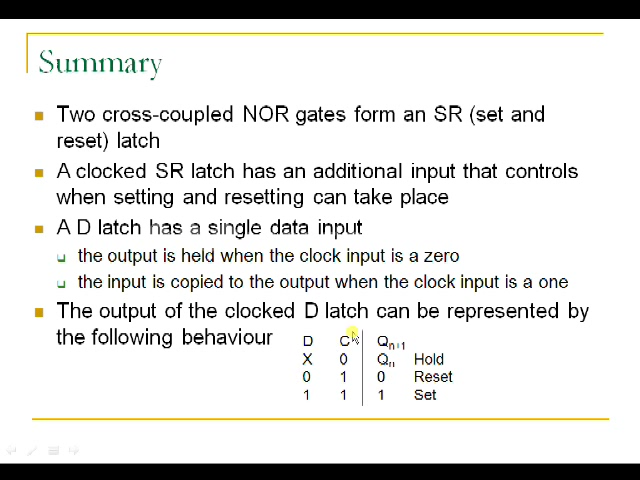 Summary
Two cross-coupled NOR gates form an SR (set and
reset) latch
A clocked SR latch has an additional input that controls
when setting and resetting can take place
A D latch has a single data input
the output is held when the clock input is a zero
the input is copied to the output when the clock input is a one
The output of the clocked D latch can be represented by
the following behaviour
D C Qn+1
X 0 Qn Hold
0 1 0 Reset
1 1 1 Set